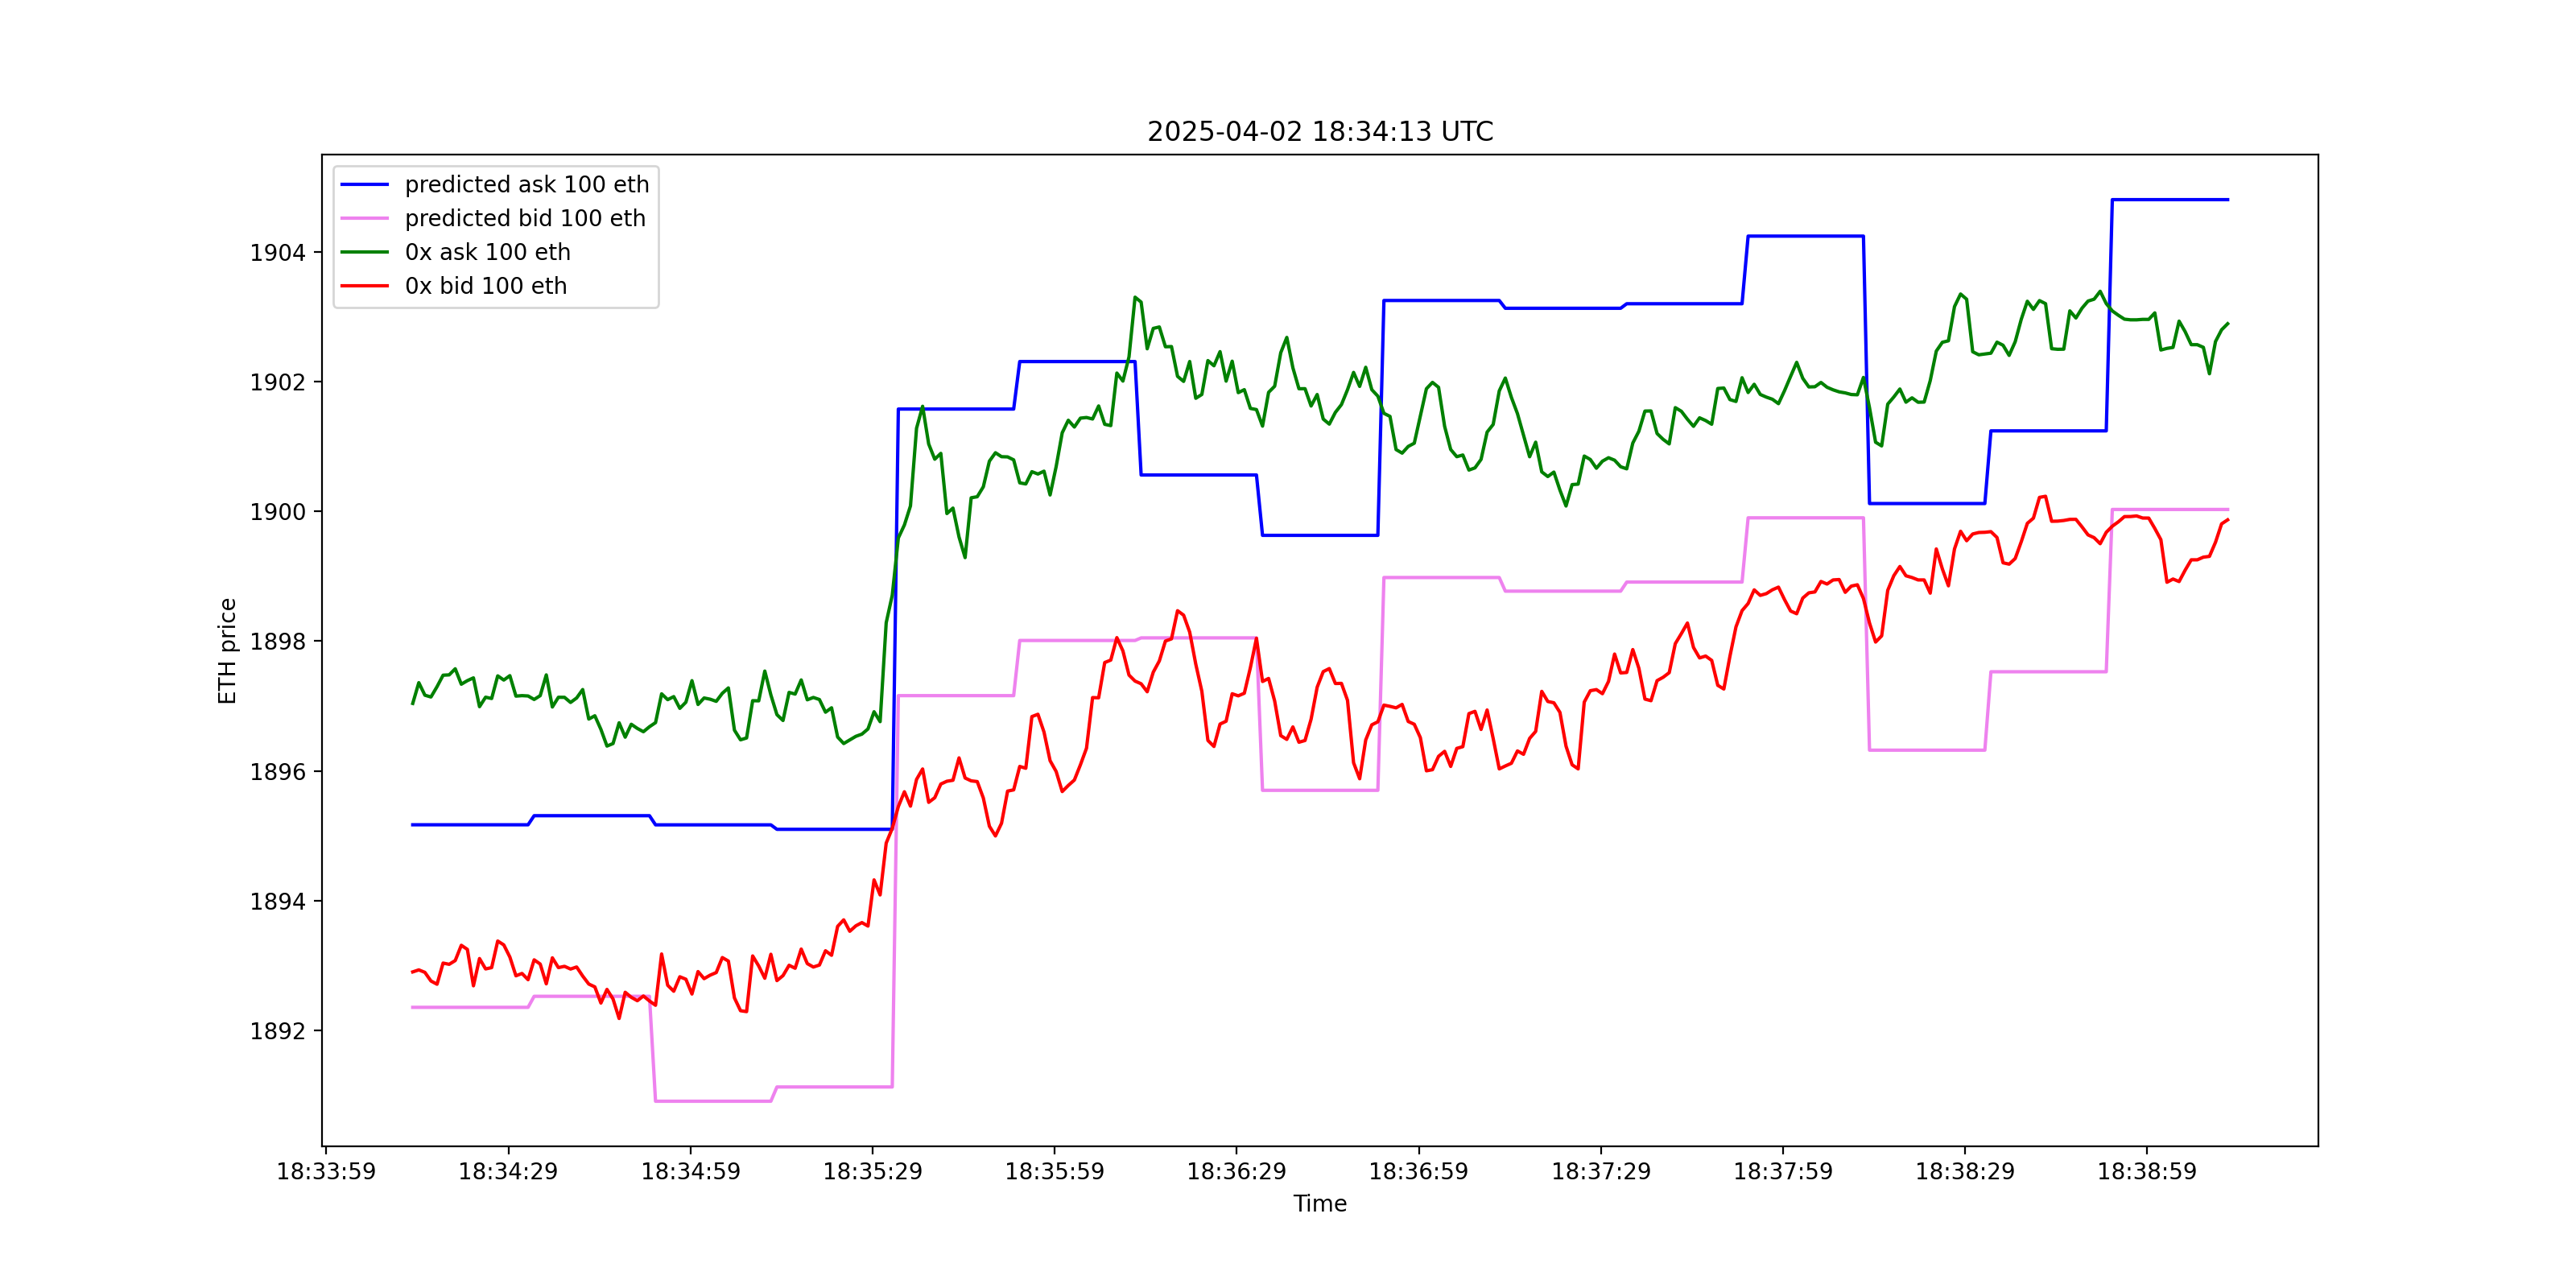 2025-04-02 18:34:13 UTC
predicted ask 100 eth
predicted bid 100 eth
0x ask 100 eth
0x bid 100 eth
ETH price
1904
1902
1900
1898
1896
1894
1892
18:33:59 18:34:29 18:34:59 18:35:29 18:35:59 18:36:29 18:36:59 18:37:29 18:37:59 18:38:29 18:38:59
Time